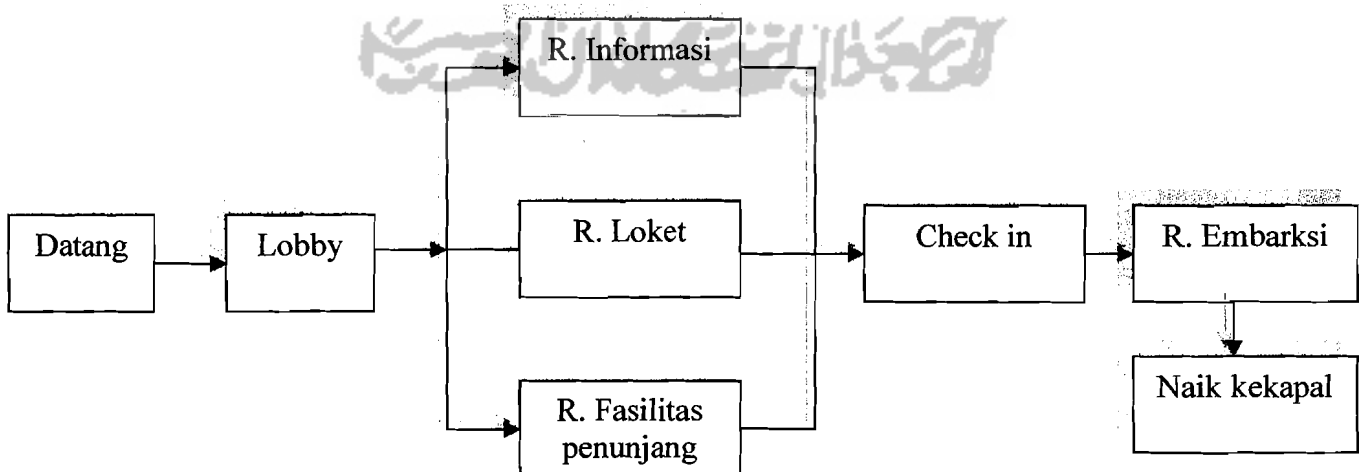 R. Informasi
Datang
Lobby
R. Loket
Check in
R. Embarksi
Naik kekapal
R. Fasilitas
penunjang